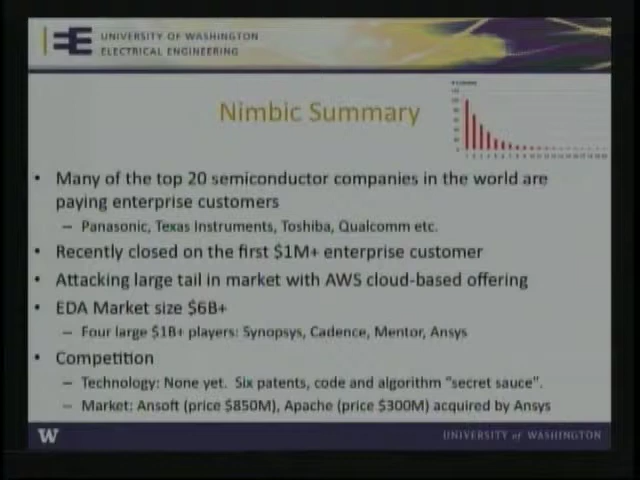 UNIVERSITY OF WASHINGTON
ELECTRICAL ENGINEERING
Nimbic Summary
• Many of the top 20 semiconductor companies in the world are
paying enterprise customers
– Panasonic, Texas Instruments, Toshiba, Qualcomm etc.
• Recently closed on the first $1M+ enterprise customer
• Attacking large tail in market with AWS cloud-based offering
• EDA Market size $6B+
– Four large $1B+ players: Synopsys, Cadence, Mentor, Ansys
• Competition
– Technology: None yet. Six patents, code and algorithm "secret sauce".
– Market: Ansoft (price $850M), Apache (price $300M) acquired by Ansys
W
UNIVERSITY of WASHINGTON